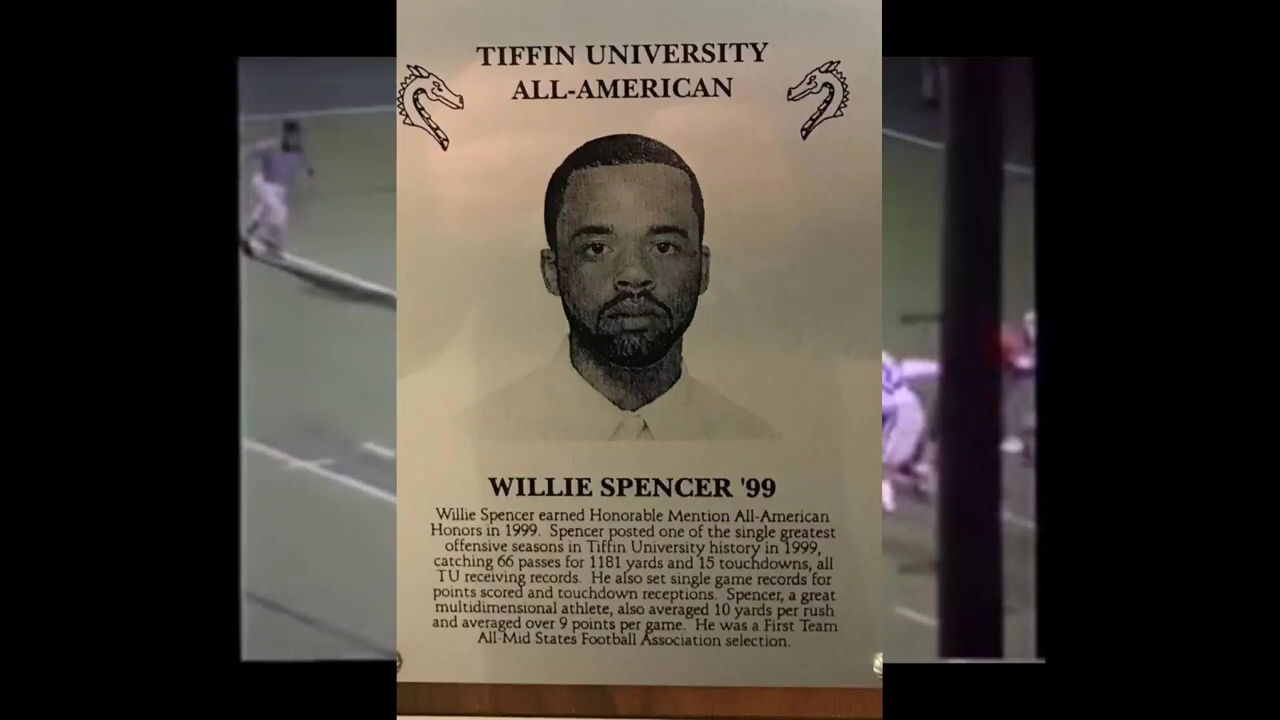 TIFFIN UNIVERSITY
ALL-AMERICAN
WILLIE SPENCER '99
Willie Spencer earned Honorable Mention All-American
Honors in 1999. Spencer posted one of the single greatest
offensive seasons in Tiffin University history in 1999,
catching 66 passes for 1181 yards and 15 touchdowns, all
TU receiving records. He also set single game records for
points scored and touchdown receptions. Spencer, a great
multidimensional athlete, also averaged 10 yards per rush
and averaged over 9 points per game. He was a First Team
All-Mid States Football Association selection.